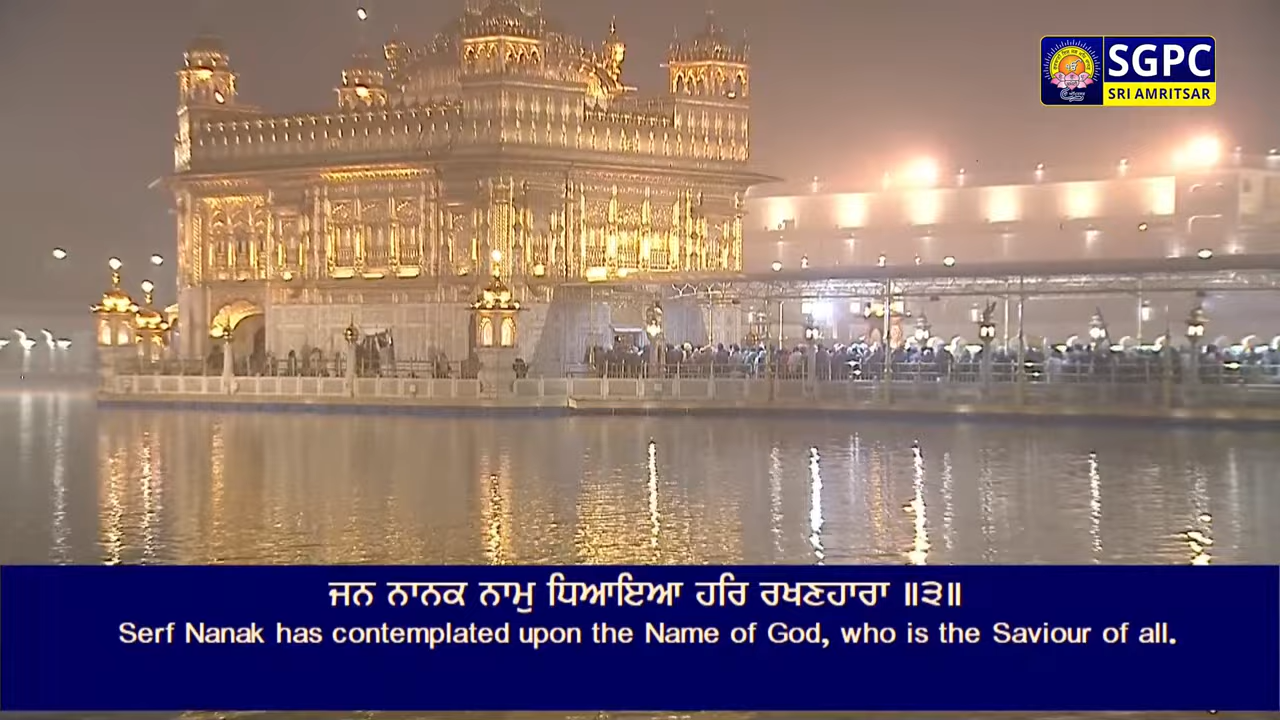 SGPC
SRI AMRITSAR
ਜਨ ਨਾਨਕ ਨਾਮੁ ਧਿਆਇਆ ਹਰਿ ਰਖਣਹਾਰਾ ॥੩॥
Serf Nanak has contemplated upon the Name of God, who is the Saviour of all.